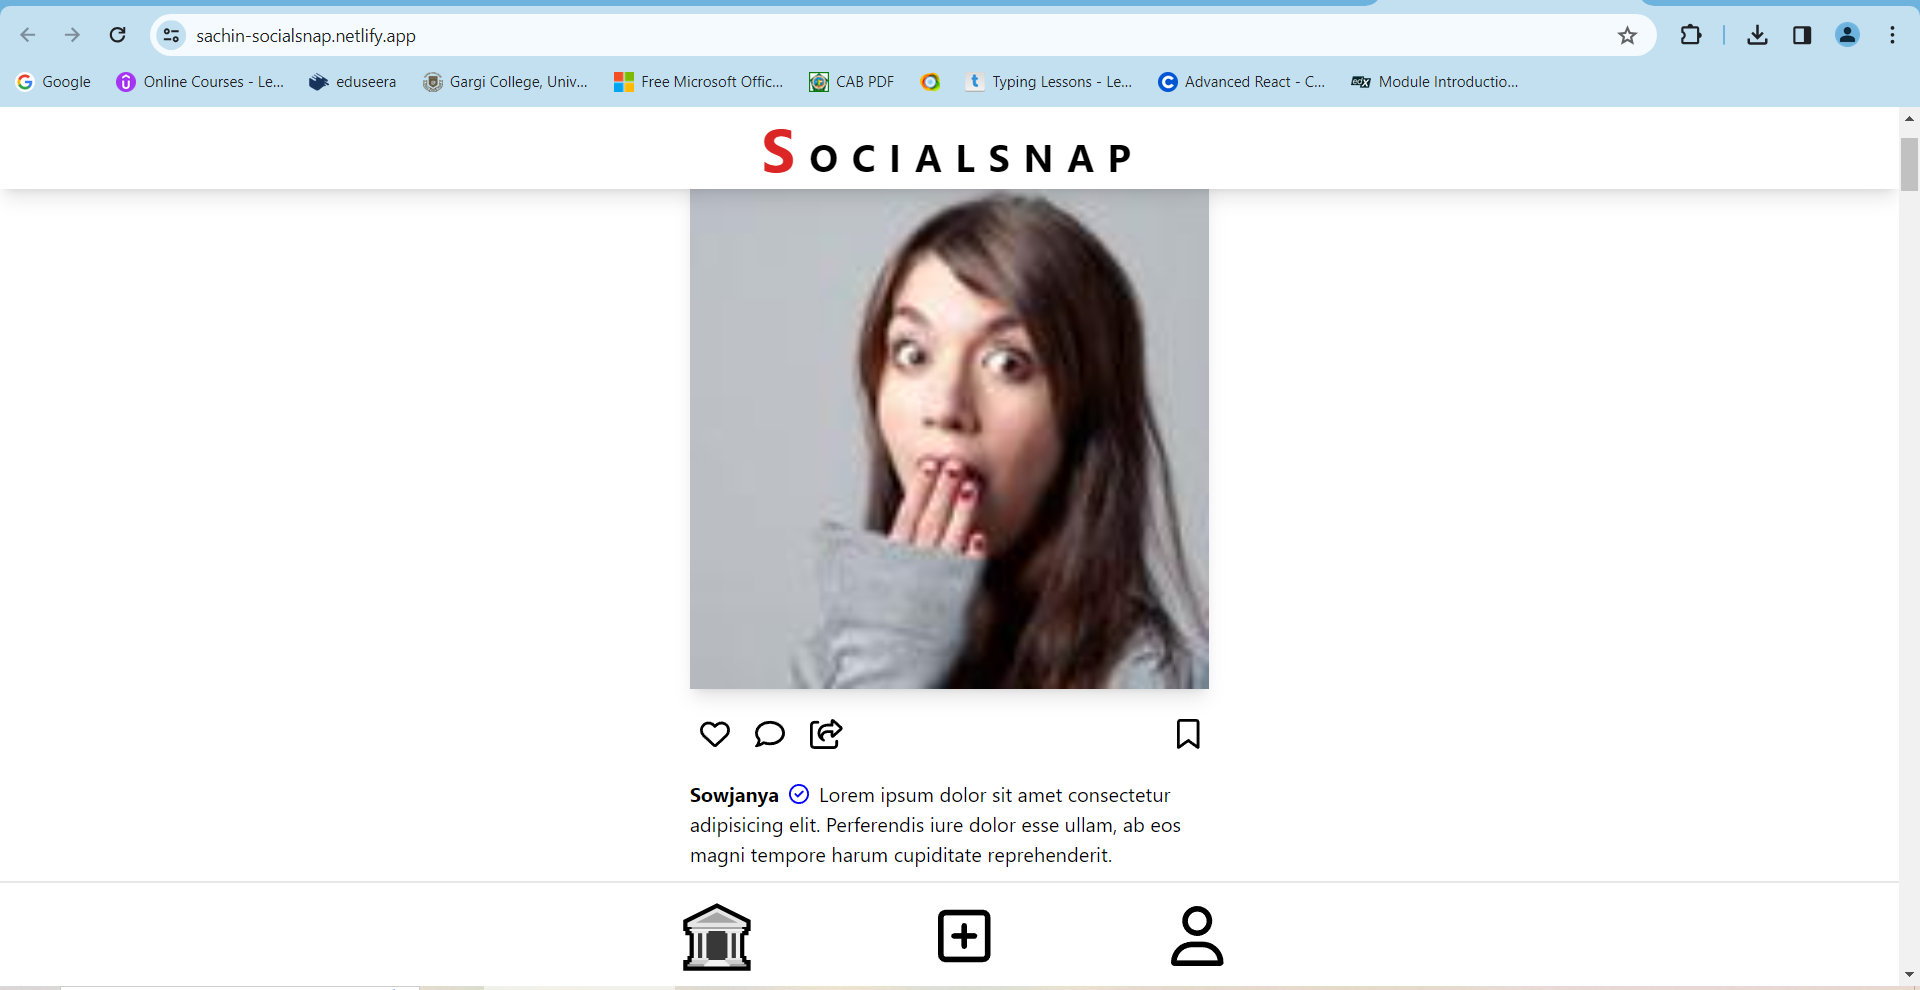 sachin-socialsnap.netlify.app
Google Online Courses - Le... eduseera Gargi College, Univ... Free Microsoft Offic... CAB PDF t Typing Lessons - Le... Advanced React - C... edX Module Introductio...
SOCIALSNAP
Sowjanya Lorem ipsum dolor sit amet consectetur
adipisicing elit. Perferendis iure dolor esse ullam, ab eos
magni tempore harum cupiditate reprehenderit.